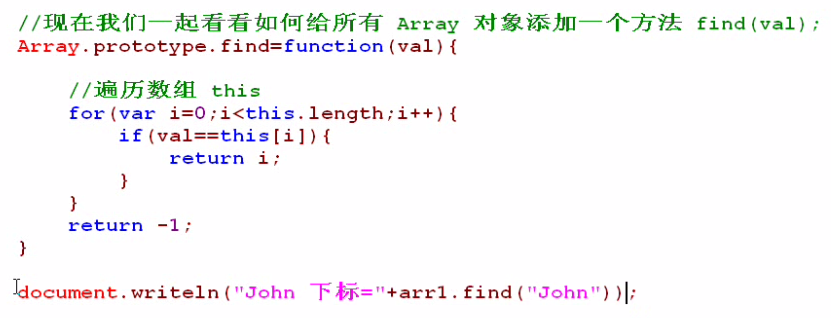 //现在我们一起看看如何给所有 Array 对象添加一个方法 find(val);
Array.prototype.find=function(val){
//遍历数组 this
for(var i=0;i<this.length;i++){
if(val==this[i]){
return i;
}
}
return -1;
}
document.writeln("John 下标="+arr1.find("John"));